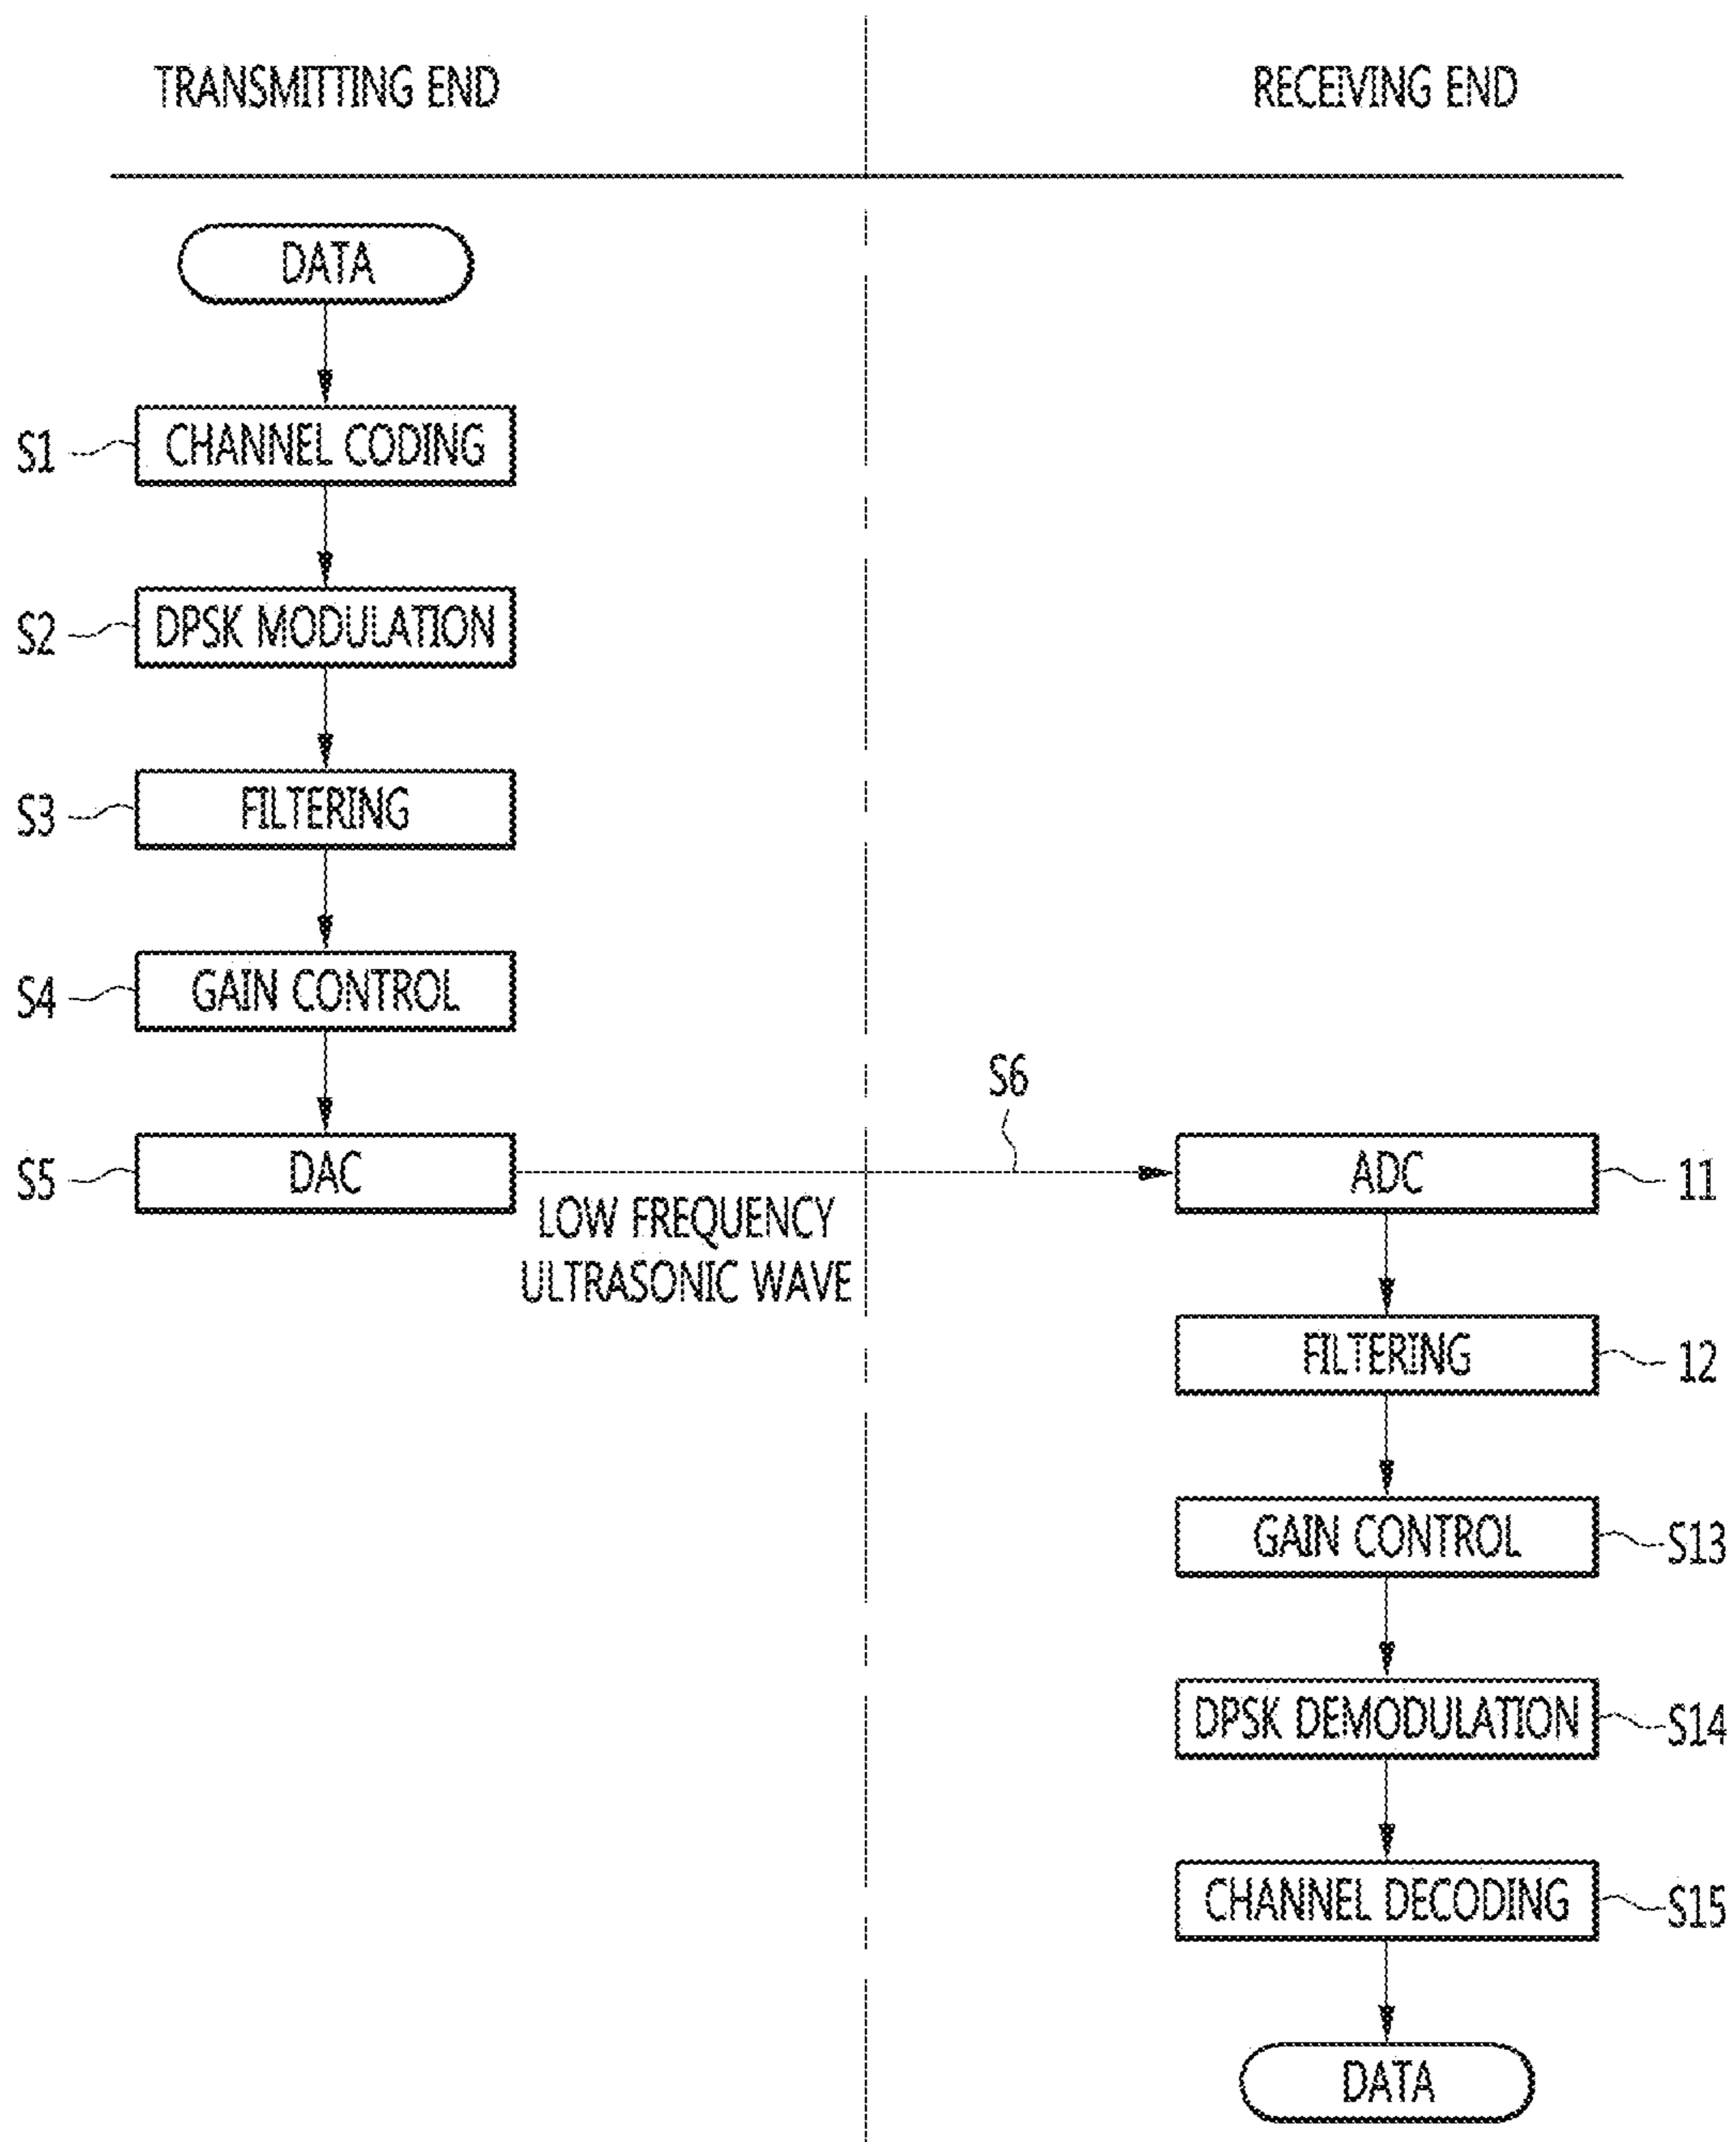 TRANSMITTING END
RECEIVING END
DATA
S1
CHANNEL CODING
S2
DPSK MODULATION
S3
FILTERING
S4
GAIN CONTROL
S5
DAC
LOW FREQUENCY
ULTRASONIC WAVE
S6
ADC
11
FILTERING
12
GAIN CONTROL
S13
DPSK DEMODULATION
S14
CHANNEL DECODING
S15
DATA